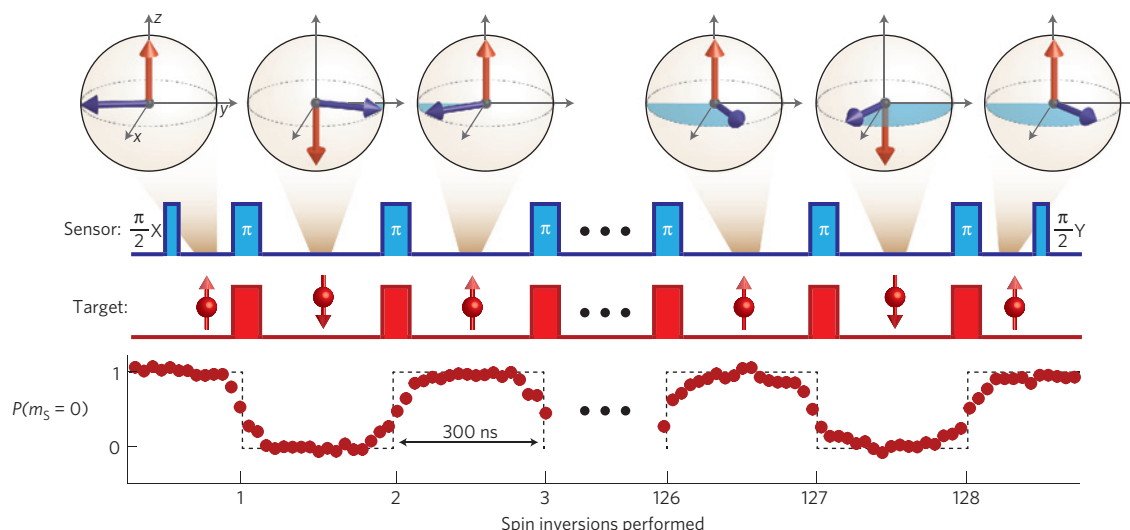 z
y
x
Sensor: π/2 X π π π π π π π/2 Y
Target:
1
P(mS = 0)
300 ns
0
1 2 3 126 127 128
Spin inversions performed